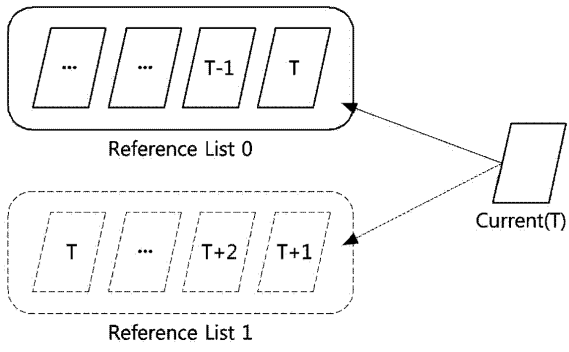 ... ... T-1 T
Reference List 0
Current(T)
T ... T+2 T+1
Reference List 1